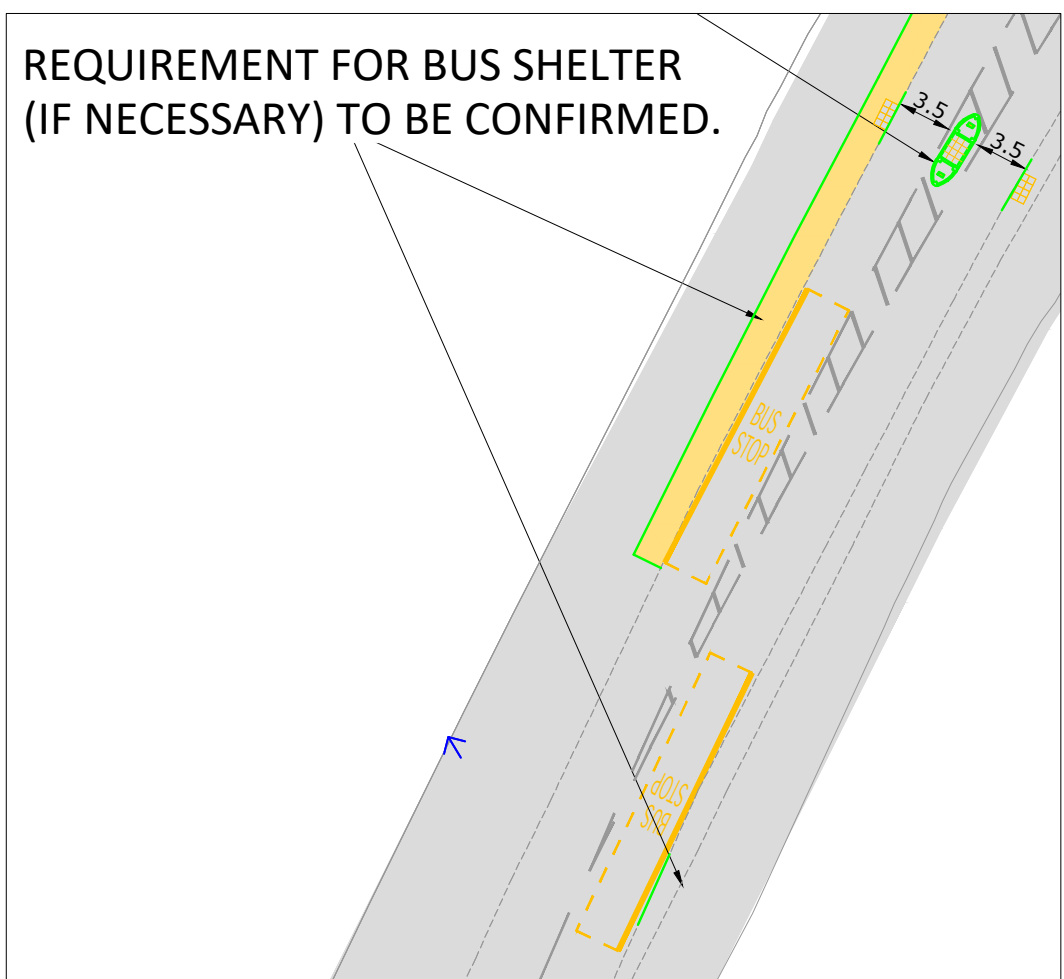 REQUIREMENT FOR BUS SHELTER
(IF NECESSARY) TO BE CONFIRMED.
3.5
3.5
BUS
STOP
BUS
STOP